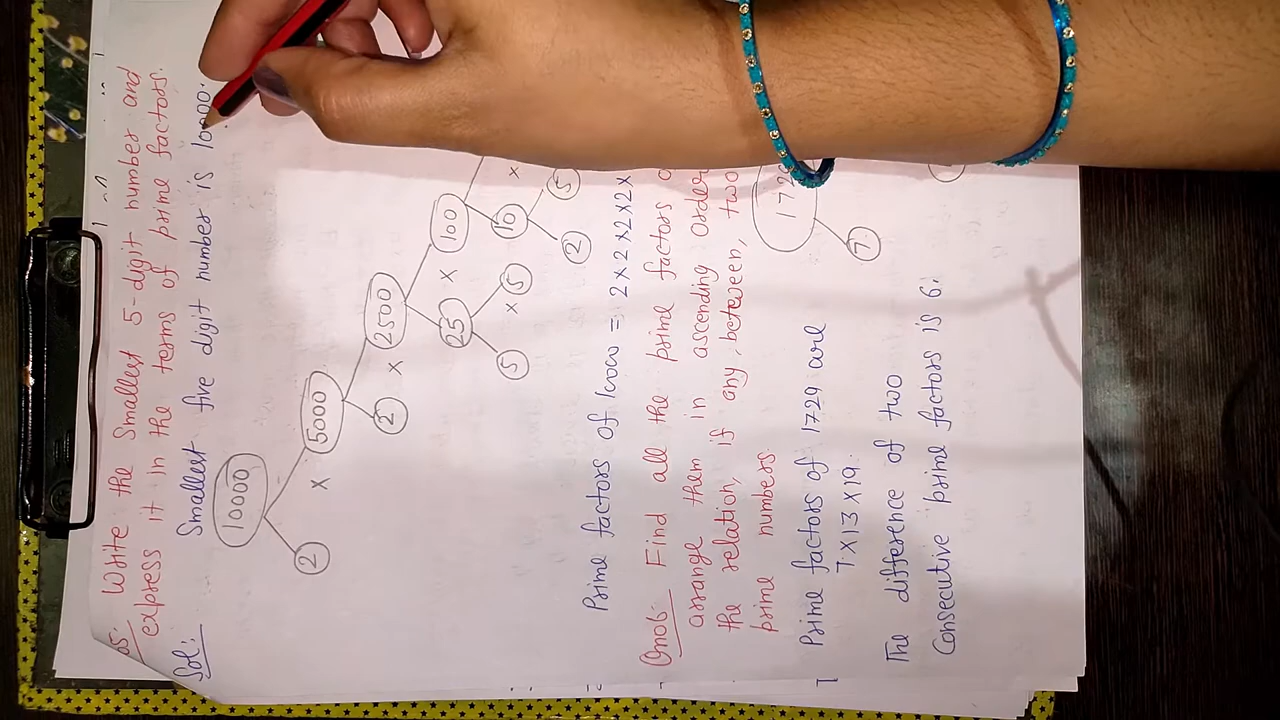 Write the Smallest 5-digit number and
express it in the terms of prime factors.
Sol:- Smallest five digit number is 10000.
10000
2 × 5000
2 × 2500
25 × 100
5 × 5 10 ×
2 5
Prime factors of 10000 = 2×2×2×2×
Qno6:- Find all the prime factors
arrange them in ascending order
the relation, if any, between, two
prime numbers.
7
Prime factors of 1729 are
7×13×19.
The difference of two
Consecutive prime factors is 6.